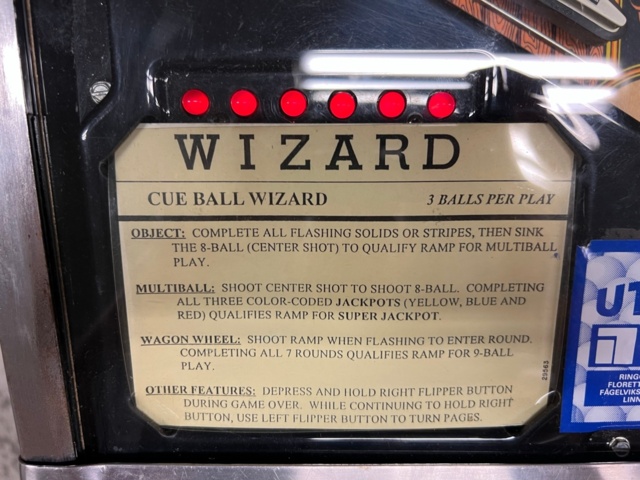 WIZARD
CUE BALL WIZARD 3 BALLS PER PLAY
OBJECT: COMPLETE ALL FLASHING SOLIDS OR STRIPES, THEN SINK
THE 8-BALL (CENTER SHOT) TO QUALIFY RAMP FOR MULTIBALL
PLAY.
MULTIBALL: SHOOT CENTER SHOT TO SHOOT 8-BALL. COMPLETING
ALL THREE COLOR-CODED JACKPOTS (YELLOW, BLUE AND
RED) QUALIFIES RAMP FOR SUPER JACKPOT.
WAGON WHEEL: SHOOT RAMP WHEN FLASHING TO ENTER ROUND.
COMPLETING ALL 7 ROUNDS QUALIFIES RAMP FOR 9-BALL
PLAY.
OTHER FEATURES: DEPRESS AND HOLD RIGHT FLIPPER BUTTON
DURING GAME OVER. WHILE CONTINUING TO HOLD RIGHT
BUTTON, USE LEFT FLIPPER BUTTON TO TURN PAGES.
UT
RING
FLORETT
FÅGELVIKS
LINN